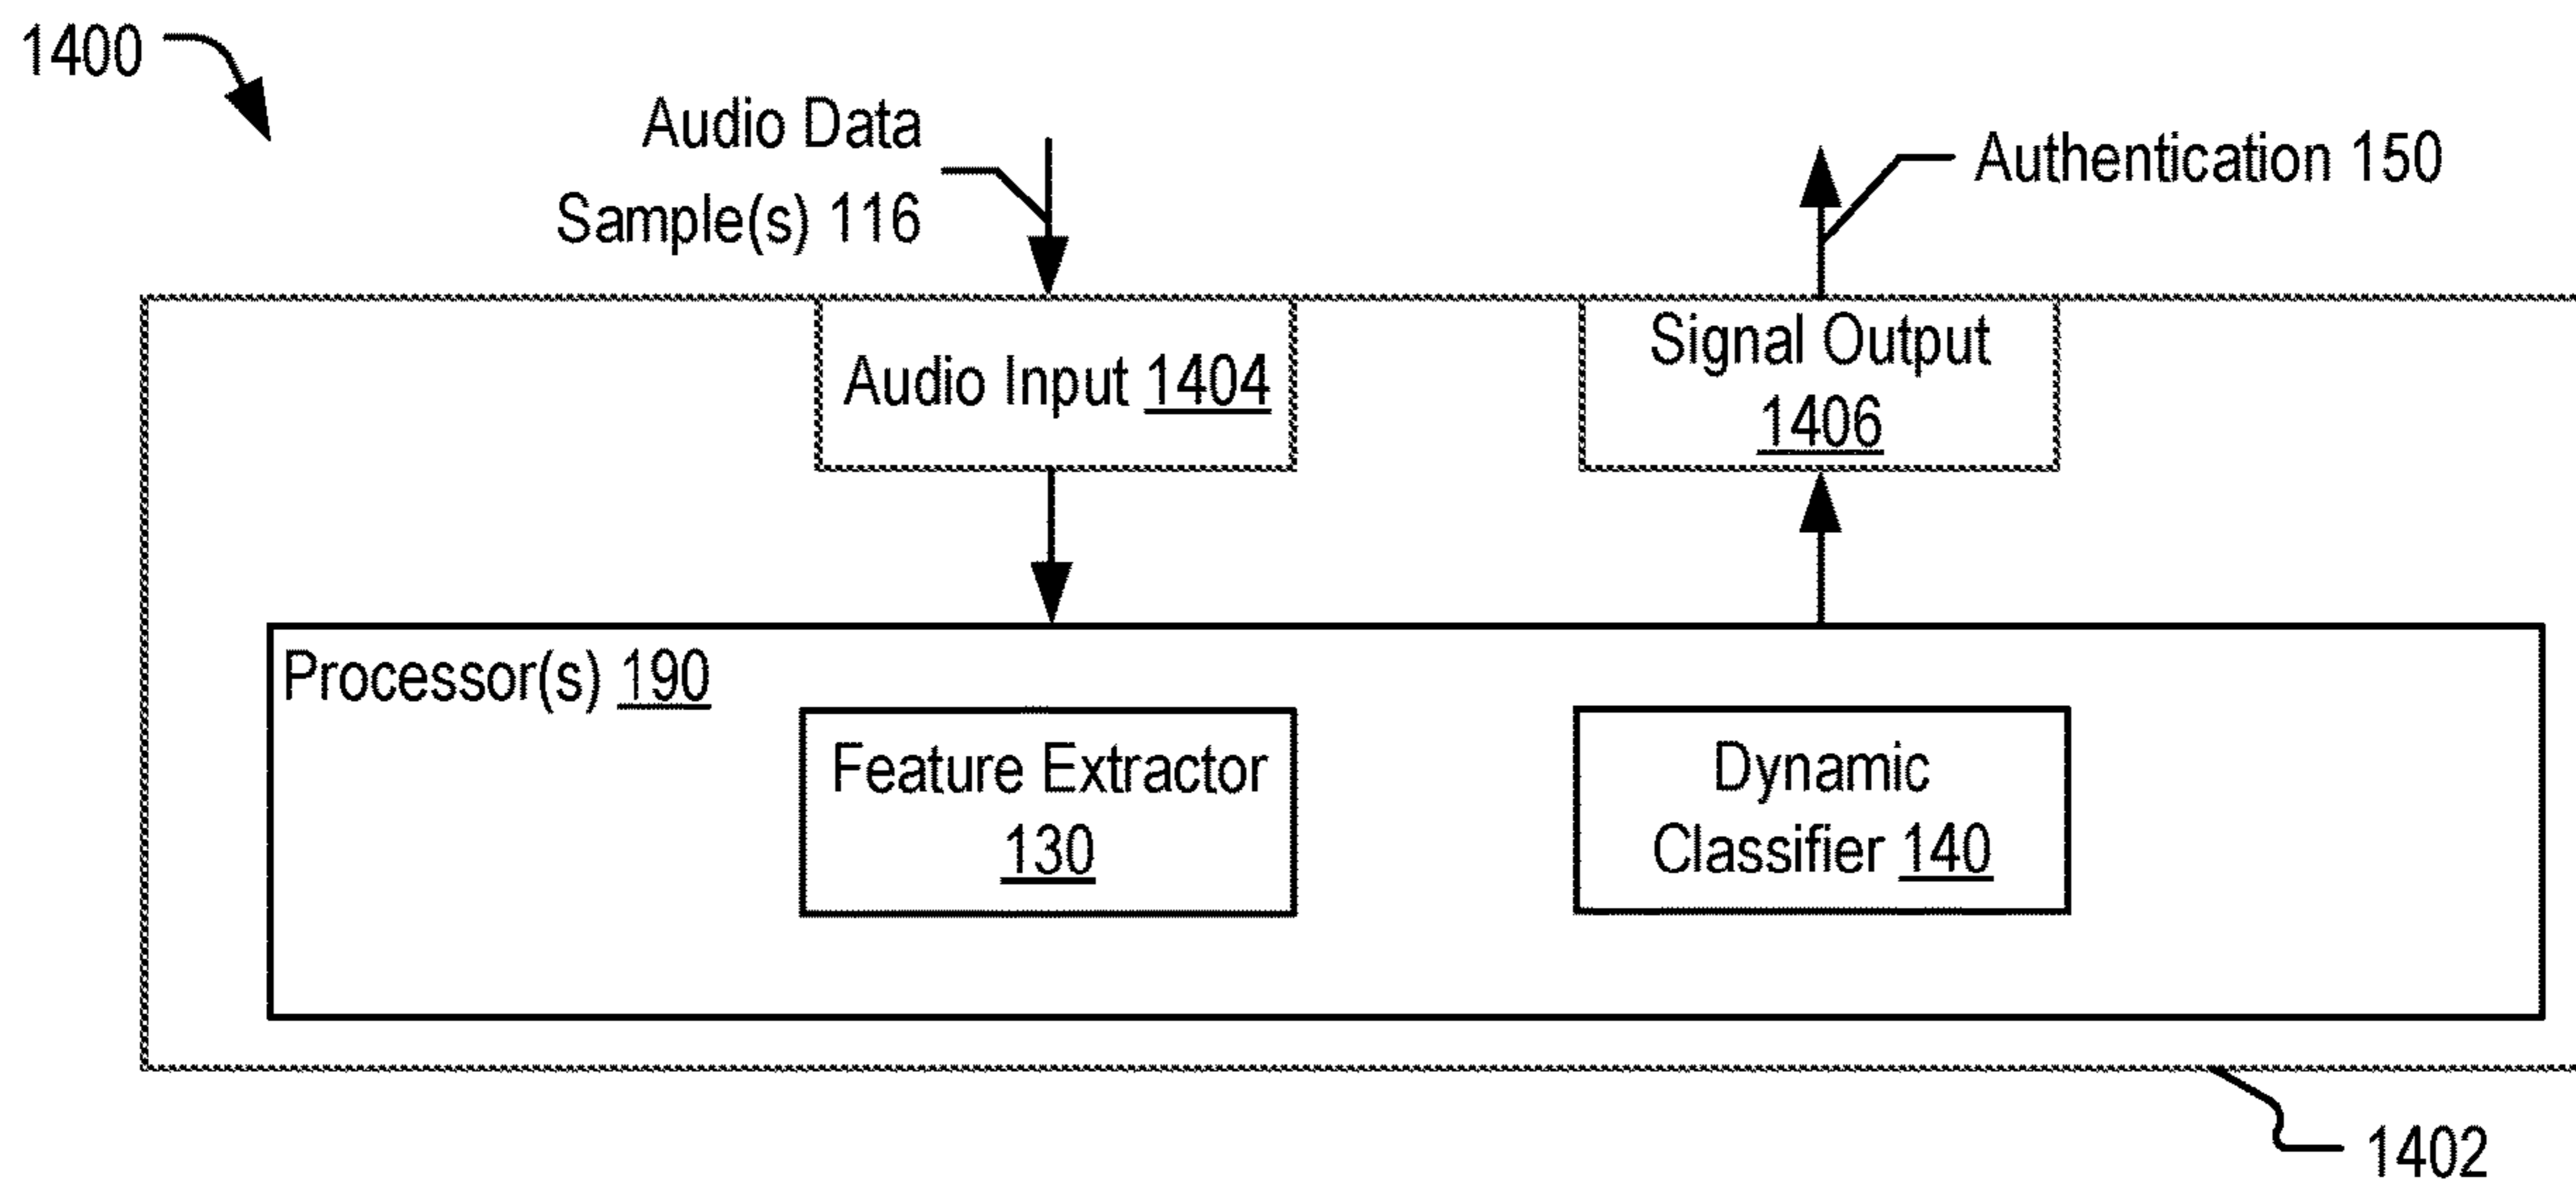 1400
Audio Data
Sample(s) 116
Authentication 150
Audio Input 1404
Signal Output
1406
Processor(s) 190
Feature Extractor
130
Dynamic
Classifier 140
1402